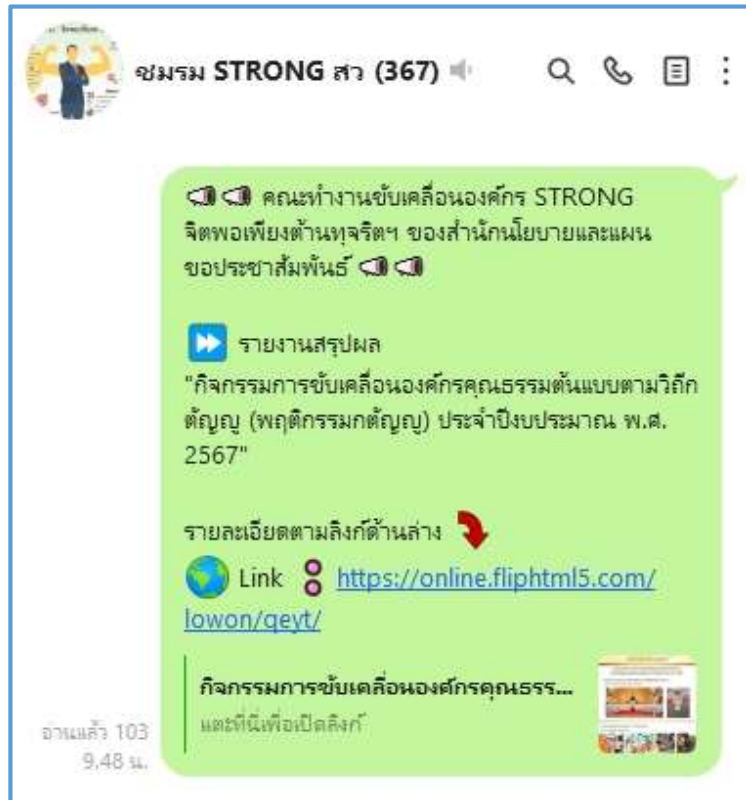 ชมรม STRONG สว (367)
คณะทำงานขับเคลื่อนองค์กร STRONG
จิตพอเพียงต้านทุจริตฯ ของสำนักนโยบายและแผน
ขอประชาสัมพันธ์
รายงานสรุปผล
"กิจกรรมการขับเคลื่อนองค์กรคุณธรรมต้นแบบตามวิถีก
ตัญญู (พฤติกรรมกตัญญู) ประจำปีงบประมาณ พ.ศ.
2567"
รายละเอียดตามลิงก์ด้านล่าง
Link https://online.fliphtml5.com/
lowon/qeyt/
กิจกรรมการขับเคลื่อนองค์กรคุณธรร...
แตะที่นี่เพื่อเปิดลิงก์
อ่านแล้ว 103
9.48 น.